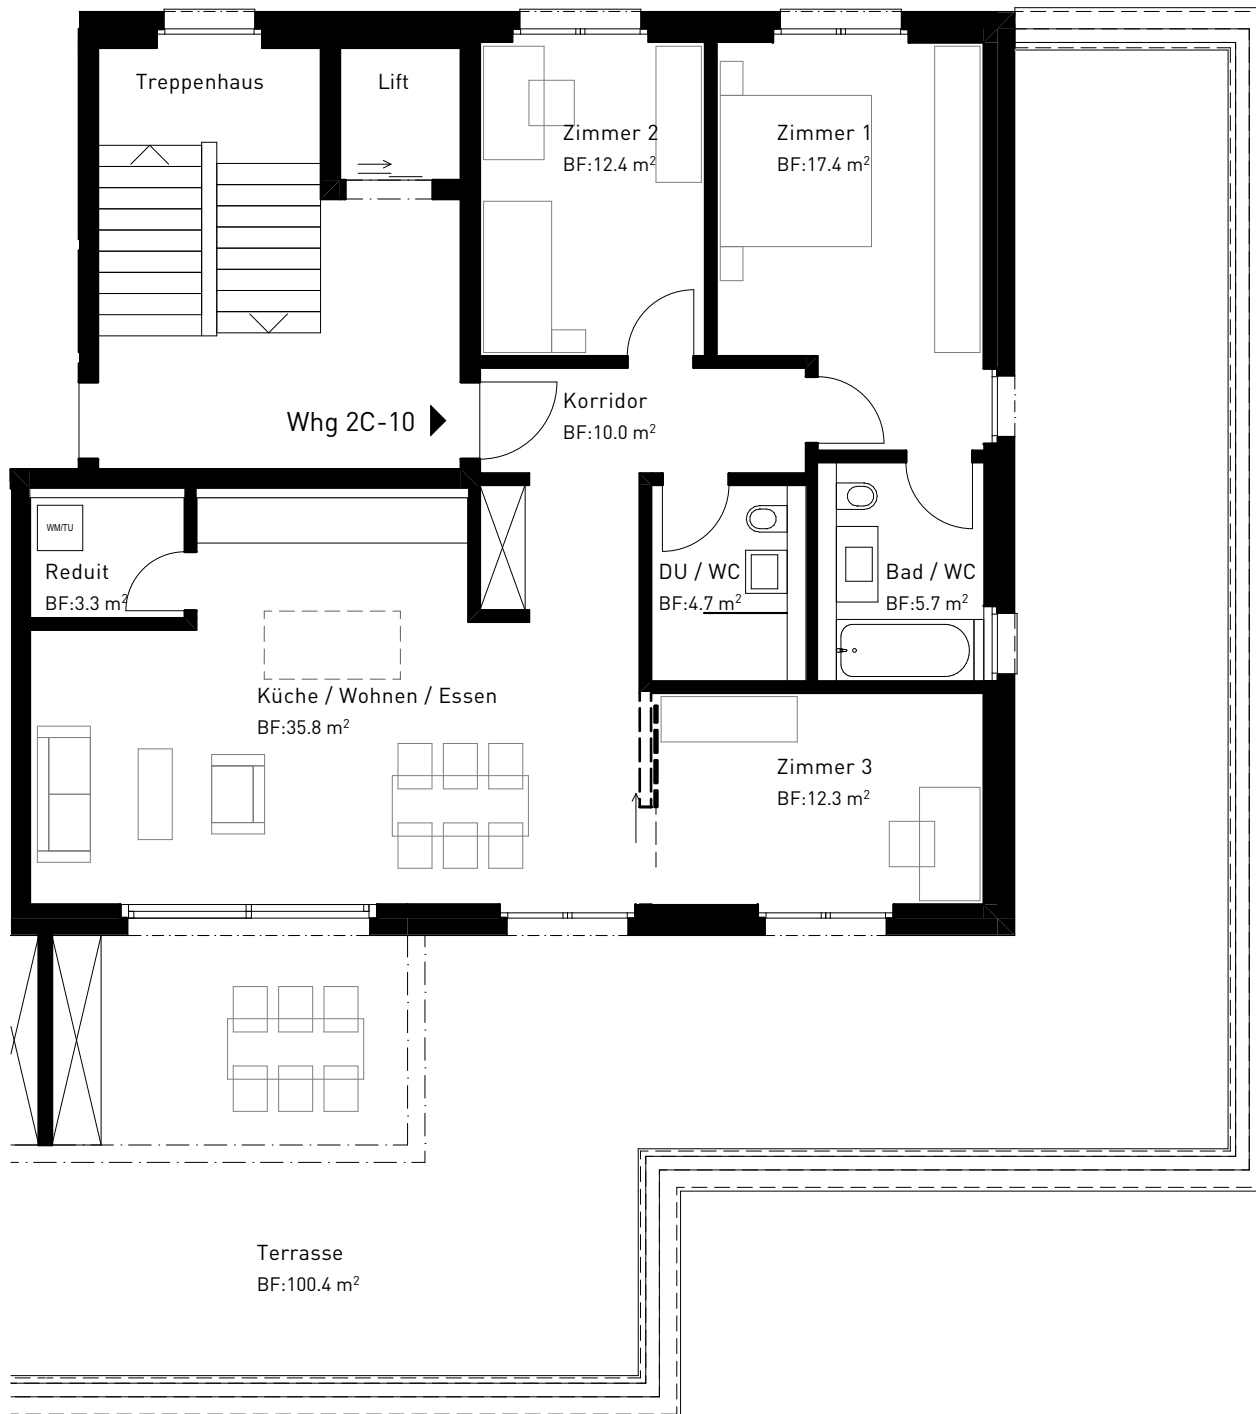 Treppenhaus
Lift
Zimmer 2
BF:12.4 m²
Zimmer 1
BF:17.4 m²
Whg 2C-10
Korridor
BF:10.0 m²
WM/TU
Reduit
BF:3.3 m²
DU / WC
BF:4.7 m²
Bad / WC
BF:5.7 m²
Küche / Wohnen / Essen
BF:35.8 m²
Zimmer 3
BF:12.3 m²
Terrasse
BF:100.4 m²